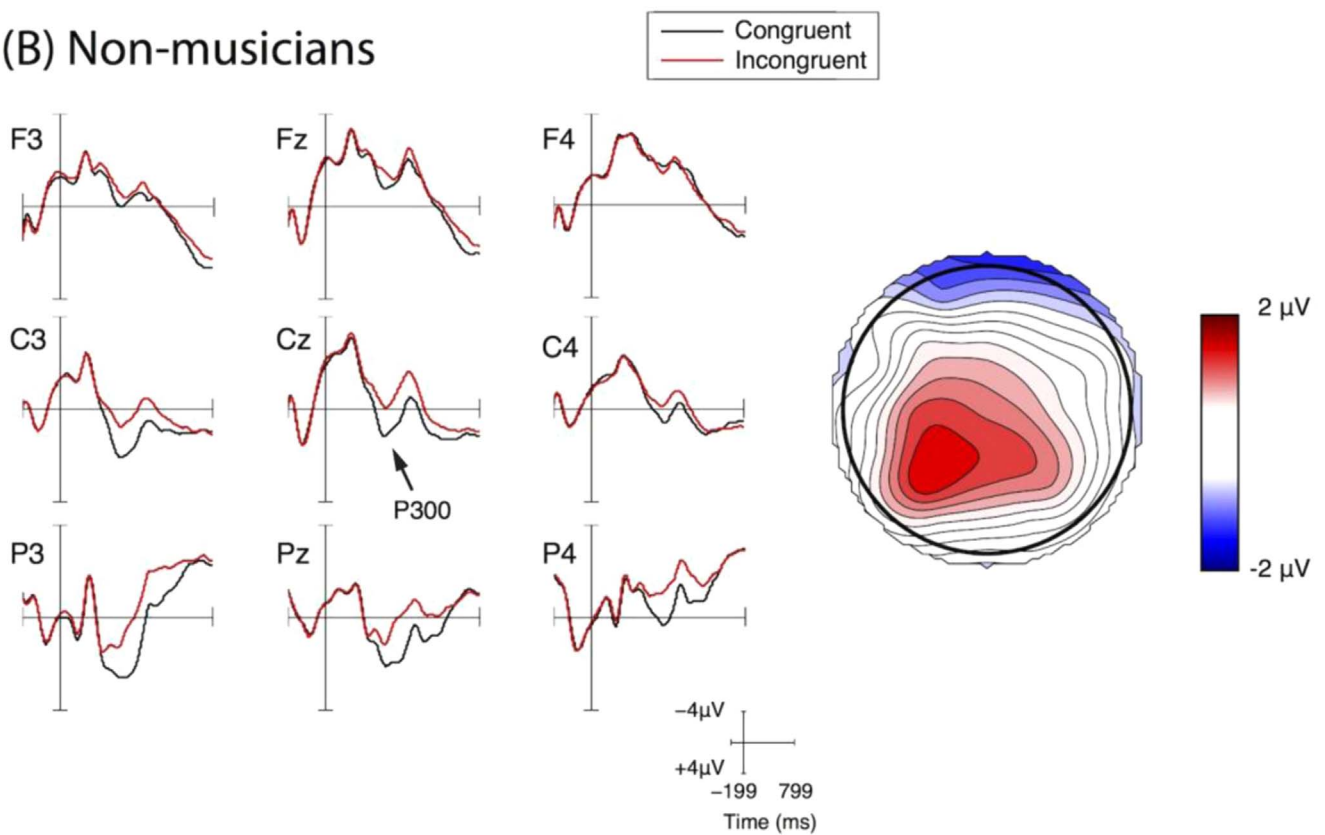 (B) Non-musicians
Congruent
Incongruent
F3
Fz
F4
C3
Cz
C4
P300
P3
Pz
P4
−4μV
+4μV
−199 799
Time (ms)
2 μV
-2 μV